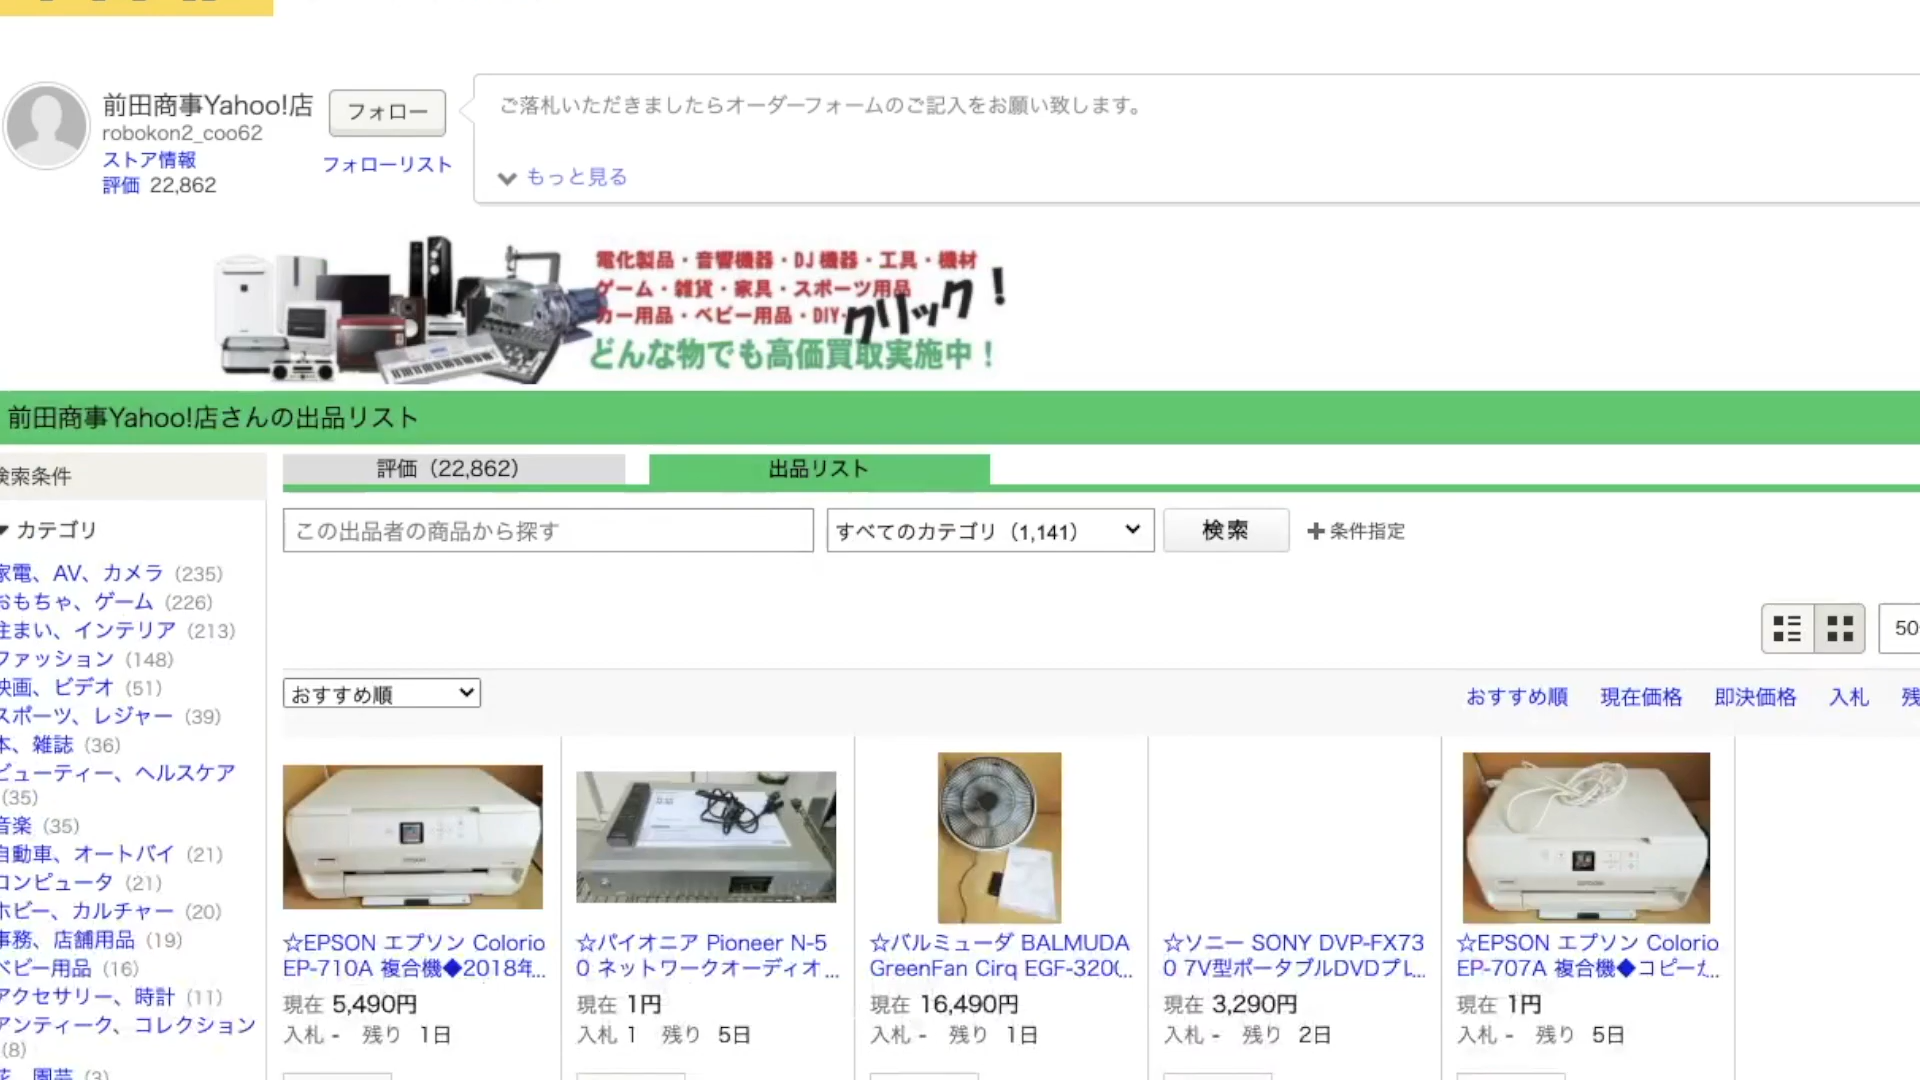 前田商事Yahoo!店
フォロー
robokon2_coo62
ストア情報
フォローリスト
評価 22,862
ご落札いただきましたらオーダーフォームのご記入をお願い致します。
もっと見る
電化製品・音響機器・DJ機器・工具・機材
ゲーム・雑貨・家具・スポーツ用品
カー用品・ベビー用品・DIY
クリック!
どんな物でも高価買取実施中!
前田商事Yahoo!店さんの出品リスト
検索条件
評価（22,862）
出品リスト
この出品者の商品から探す
すべてのカテゴリ（1,141）
検索
+条件指定
カテゴリ
家電、AV、カメラ (235)
おもちゃ、ゲーム (226)
住まい、インテリア (213)
ファッション (148)
映画、ビデオ (51)
スポーツ、レジャー (39)
本、雑誌 (36)
ビューティー、ヘルスケア
(35)
音楽 (35)
自動車、オートバイ (21)
コンピュータ (21)
ホビー、カルチャー (20)
事務、店舗用品 (19)
ベビー用品 (16)
アクセサリー、時計 (11)
アンティーク、コレクション
(8)
花、園芸 (3)
50
おすすめ順
おすすめ順 現在価格 即決価格 入札 残
☆EPSON エプソン Colorio
EP-710A 複合機◆2018年...
現在 5,490円
入札 - 残り 1日
☆パイオニア Pioneer N-5
0 ネットワークオーディオ...
現在 1円
入札 1 残り 5日
☆バルミューダ BALMUDA
GreenFan Cirq EGF-320(...
現在 16,490円
入札 - 残り 1日
☆ソニー SONY DVP-FX73
0 7V型ポータブルDVDプレ...
現在 3,290円
入札 - 残り 2日
☆EPSON エプソン Colorio
EP-707A 複合機◆コピーカ...
現在 1円
入札 - 残り 5日